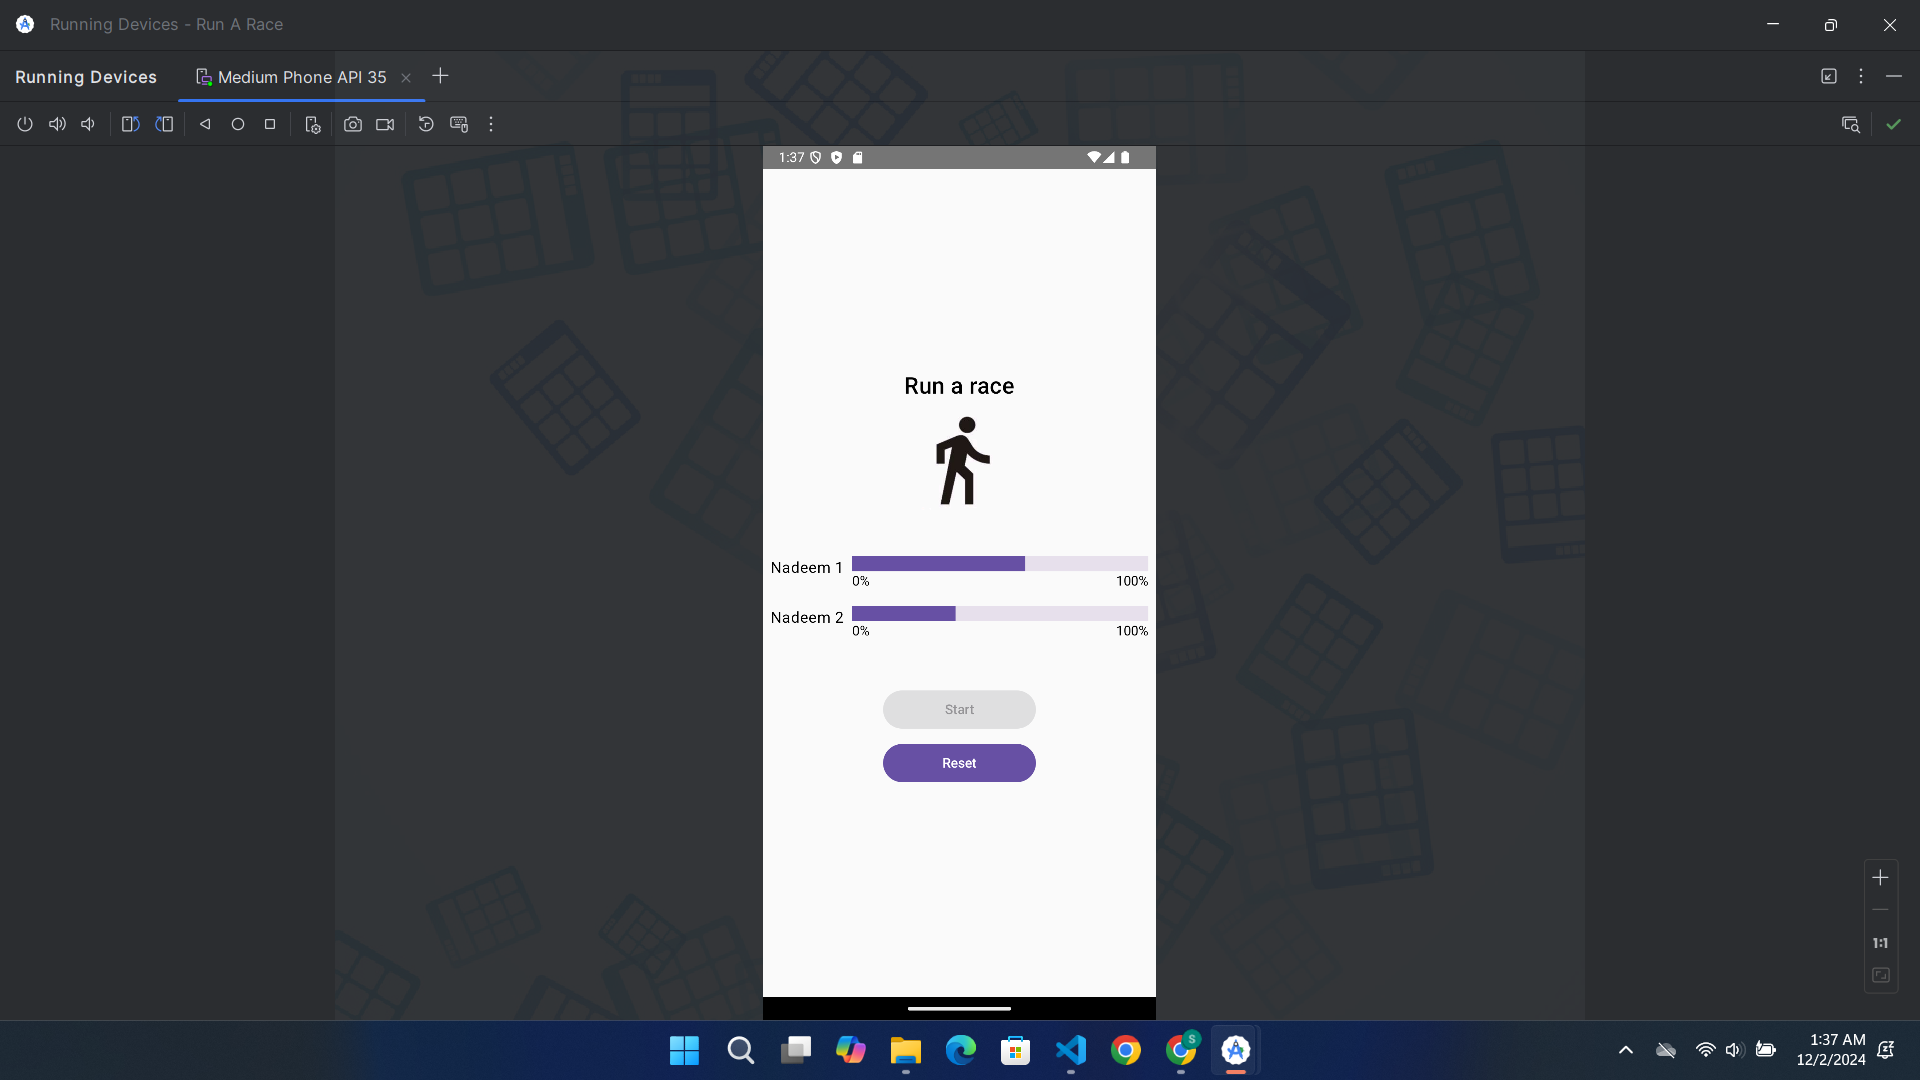 Running Devices - Run A Race
Running Devices
Medium Phone API 35
1:37
Run a race
Nadeem 1
0% 100%
Nadeem 2
0% 100%
Start
Reset
1:1
S
1:37 AM
12/2/2024